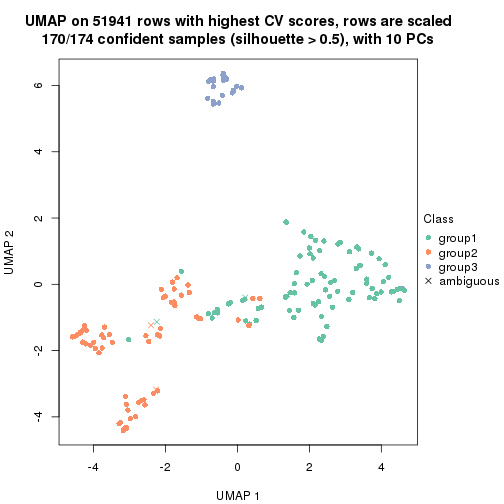 UMAP on 51941 rows with highest CV scores, rows are scaled
170/174 confident samples (silhouette > 0.5), with 10 PCs
6
4
2
0
-2
-4
UMAP 2
-4
-2
0
2
4
UMAP 1
Class
group1
group2
group3
ambiguous